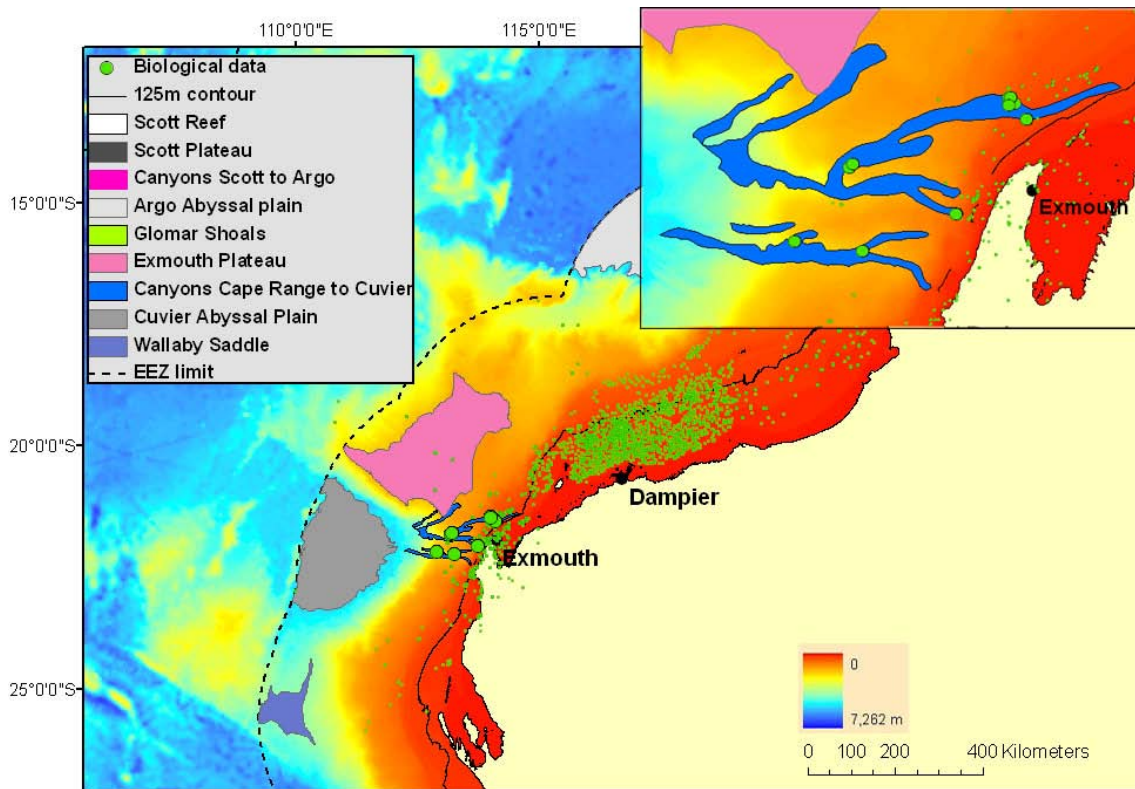 110°0'0"E
115°0'0"E
Biological data
125m contour
Scott Reef
Scott Plateau
Canyons Scott to Argo
Argo Abyssal plain
Glomar Shoals
Exmouth Plateau
Canyons Cape Range to Cuvier
Cuvier Abyssal Plain
Wallaby Saddle
EEZ limit
Exmouth
15°0'0"S
20°0'0"S
25°0'0"S
Dampier
Exmouth
0
7,262 m
0 100 200 400 Kilometers